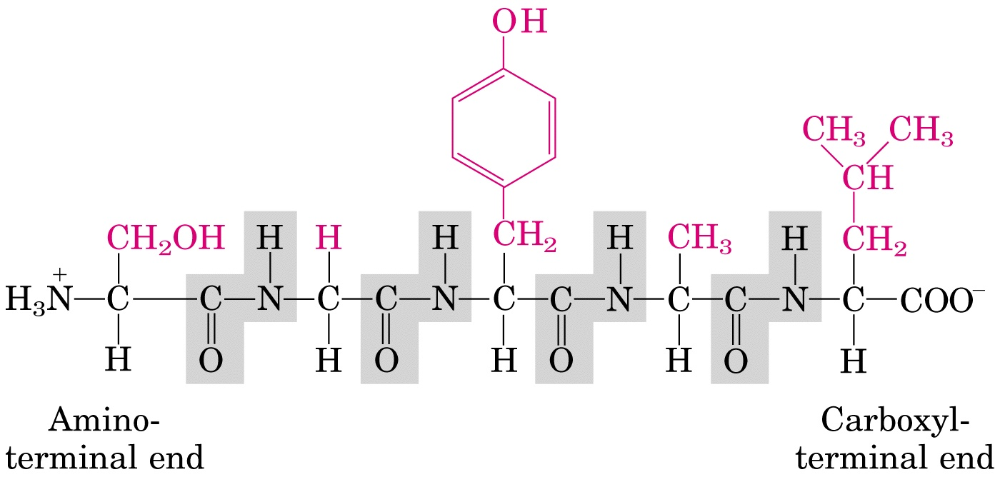 OH
CH₃ CH₃
CH
CH₂OH H H H CH₂ H CH₃ H CH₂
H₃N⁺ C C N C C N C C N C C N C COO⁻
H O H O H O H O H
Amino- Carboxyl-
terminal end terminal end